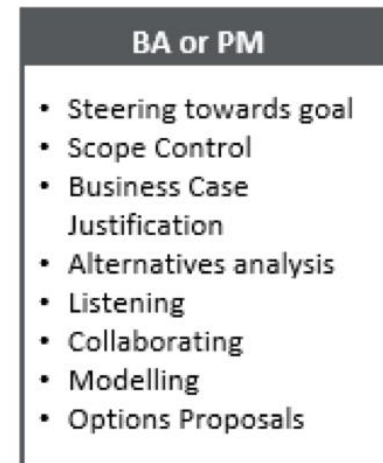 BA or PM
• Steering towards goal
• Scope Control
• Business Case
Justification
• Alternatives analysis
• Listening
• Collaborating
• Modelling
• Options Proposals